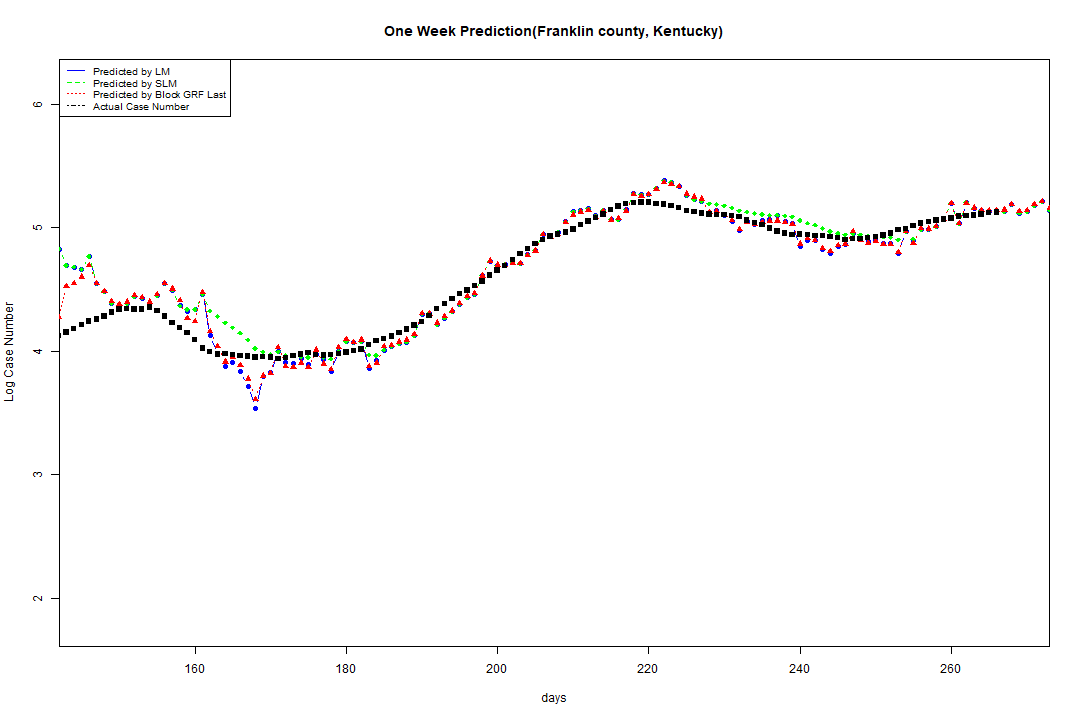 One Week Prediction(Franklin county, Kentucky)
Predicted by LM
Predicted by SLM
Predicted by Block GRF Last
Actual Case Number
6
5
4
3
2
Log Case Number
160 180 200 220 240 260
days